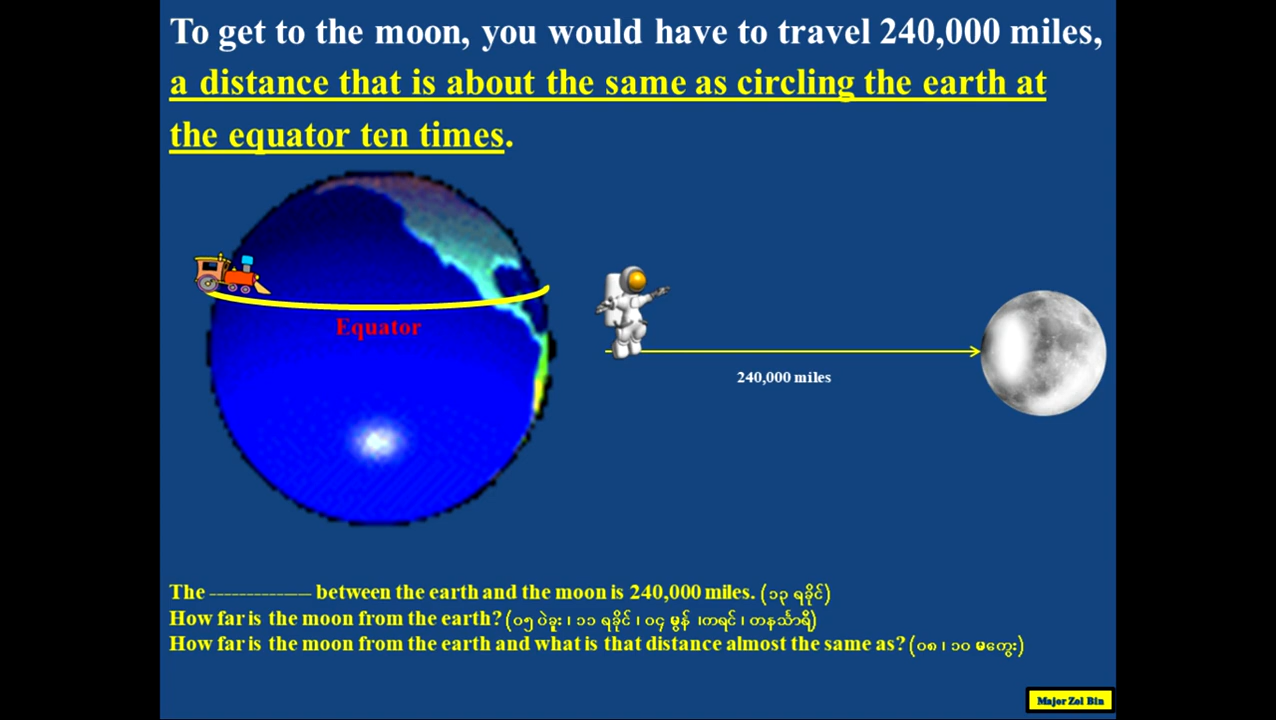 To get to the moon, you would have to travel 240,000 miles,
a distance that is about the same as circling the earth at
the equator ten times.
Equator
240,000 miles
The -------------- between the earth and the moon is 240,000 miles. (၁၃ ရခိုင်)
How far is the moon from the earth? (၀၅ ပဲခူး ၊ ၁၁ ရခိုင် ၊ ၀၄ မွန် ၊ကရင် ၊ တနင်္သာရီ)
How far is the moon from the earth and what is that distance almost the same as? (၀၈ ၊ ၁၀ မကွေး)
Major Zol Bin